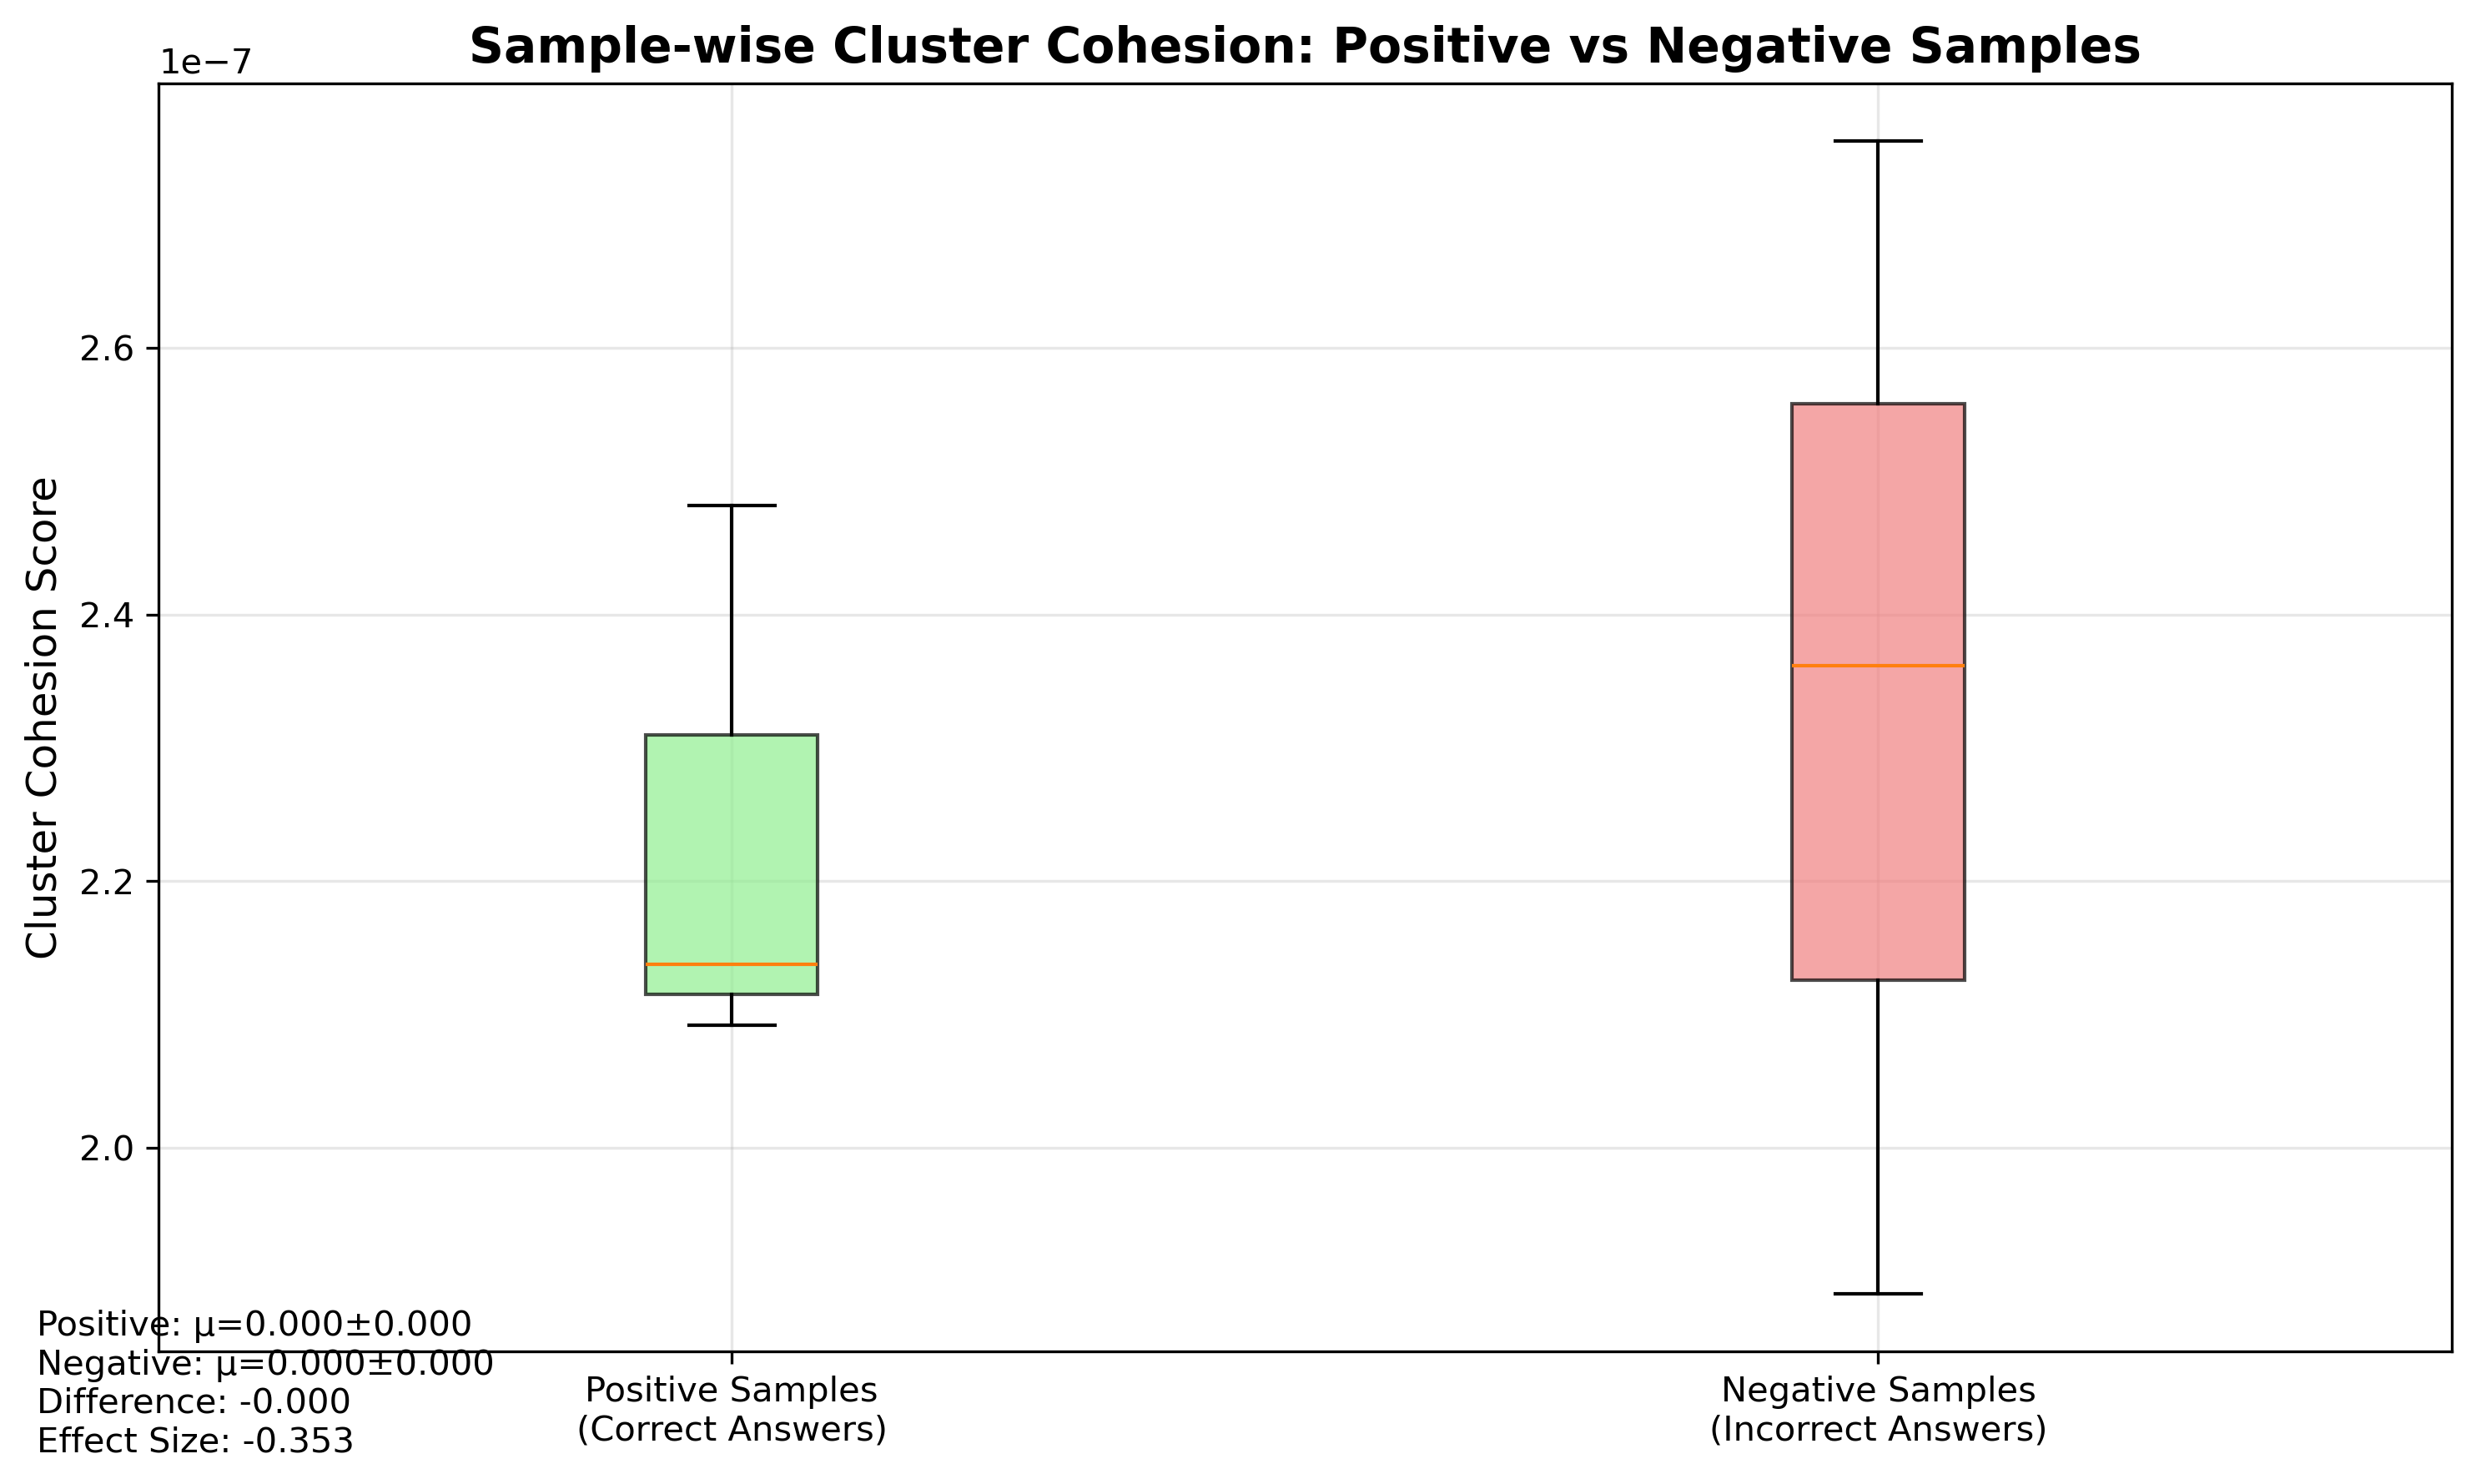 Sample-wise Cluster Cohesion: Positive vs Negative Samples
1e−7
Cluster Cohesion Score
2.6
2.4
2.2
2.0
Positive Samples
(Correct Answers)
Negative Samples
(Incorrect Answers)
Positive: μ=0.000±0.000
Negative: μ=0.000±0.000
Difference: -0.000
Effect Size: -0.353